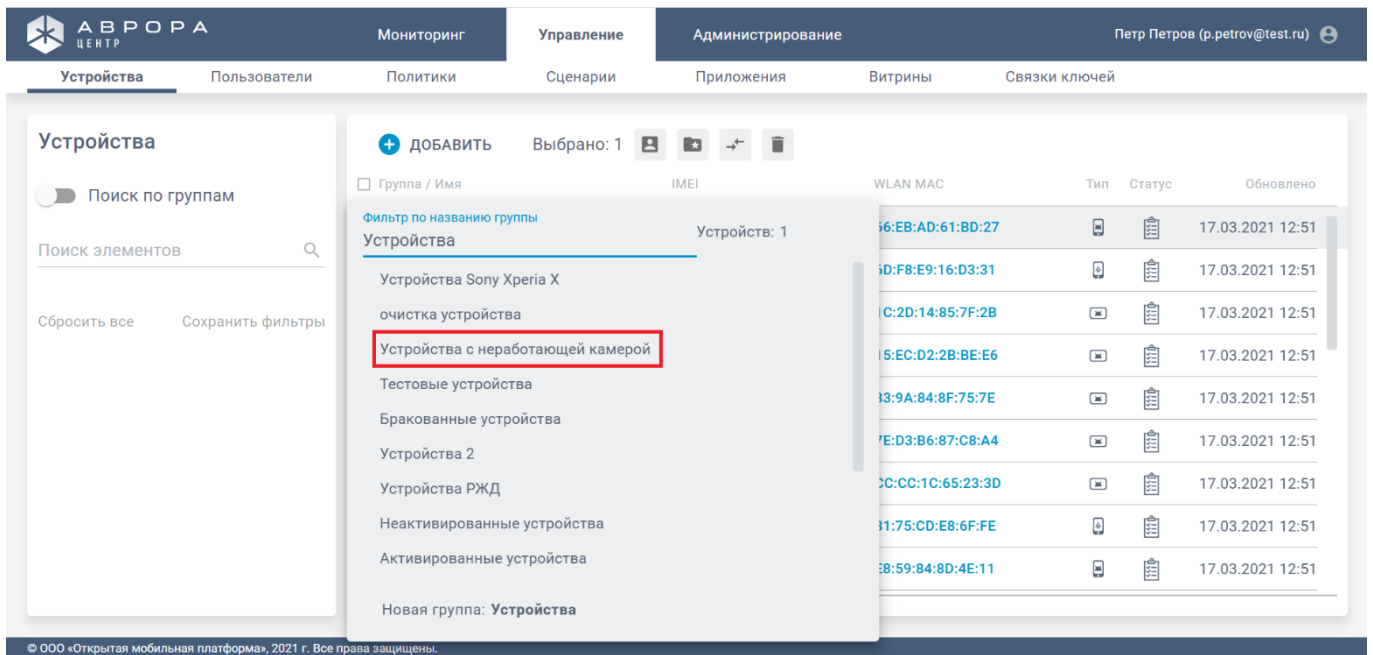 АВРОРА
ЦЕНТР
Мониторинг Управление Администрирование Петр Петров (p.petrov@test.ru)
Устройства Пользователи Политики Сценарии Приложения Витрины Связки ключей
Устройства
Поиск по группам
Поиск элементов
Сбросить все Сохранить фильтры
ДОБАВИТЬ Выбрано: 1
Группа / Имя IMEI WLAN MAC Тип Статус Обновлено
Фильтр по названию группы
Устройства Устройств: 1
Устройства Sony Xperia X
очистка устройства
Устройства с неработающей камерой
Тестовые устройства
Бракованные устройства
Устройства 2
Устройства РЖД
Неактивированные устройства
Активированные устройства
Новая группа: Устройства
6:EB:AD:61:BD:27 17.03.2021 12:51
D:F8:E9:16:D3:31 17.03.2021 12:51
C:2D:14:85:7F:2B 17.03.2021 12:51
5:EC:D2:2B:BE:E6 17.03.2021 12:51
3:9A:84:8F:75:7E 17.03.2021 12:51
E:D3:B6:87:C8:A4 17.03.2021 12:51
CC:CC:1C:65:23:3D 17.03.2021 12:51
1:75:CD:E8:6F:FE 17.03.2021 12:51
8:59:84:8D:4E:11 17.03.2021 12:51
© ООО «Открытая мобильная платформа», 2021 г. Все права защищены.